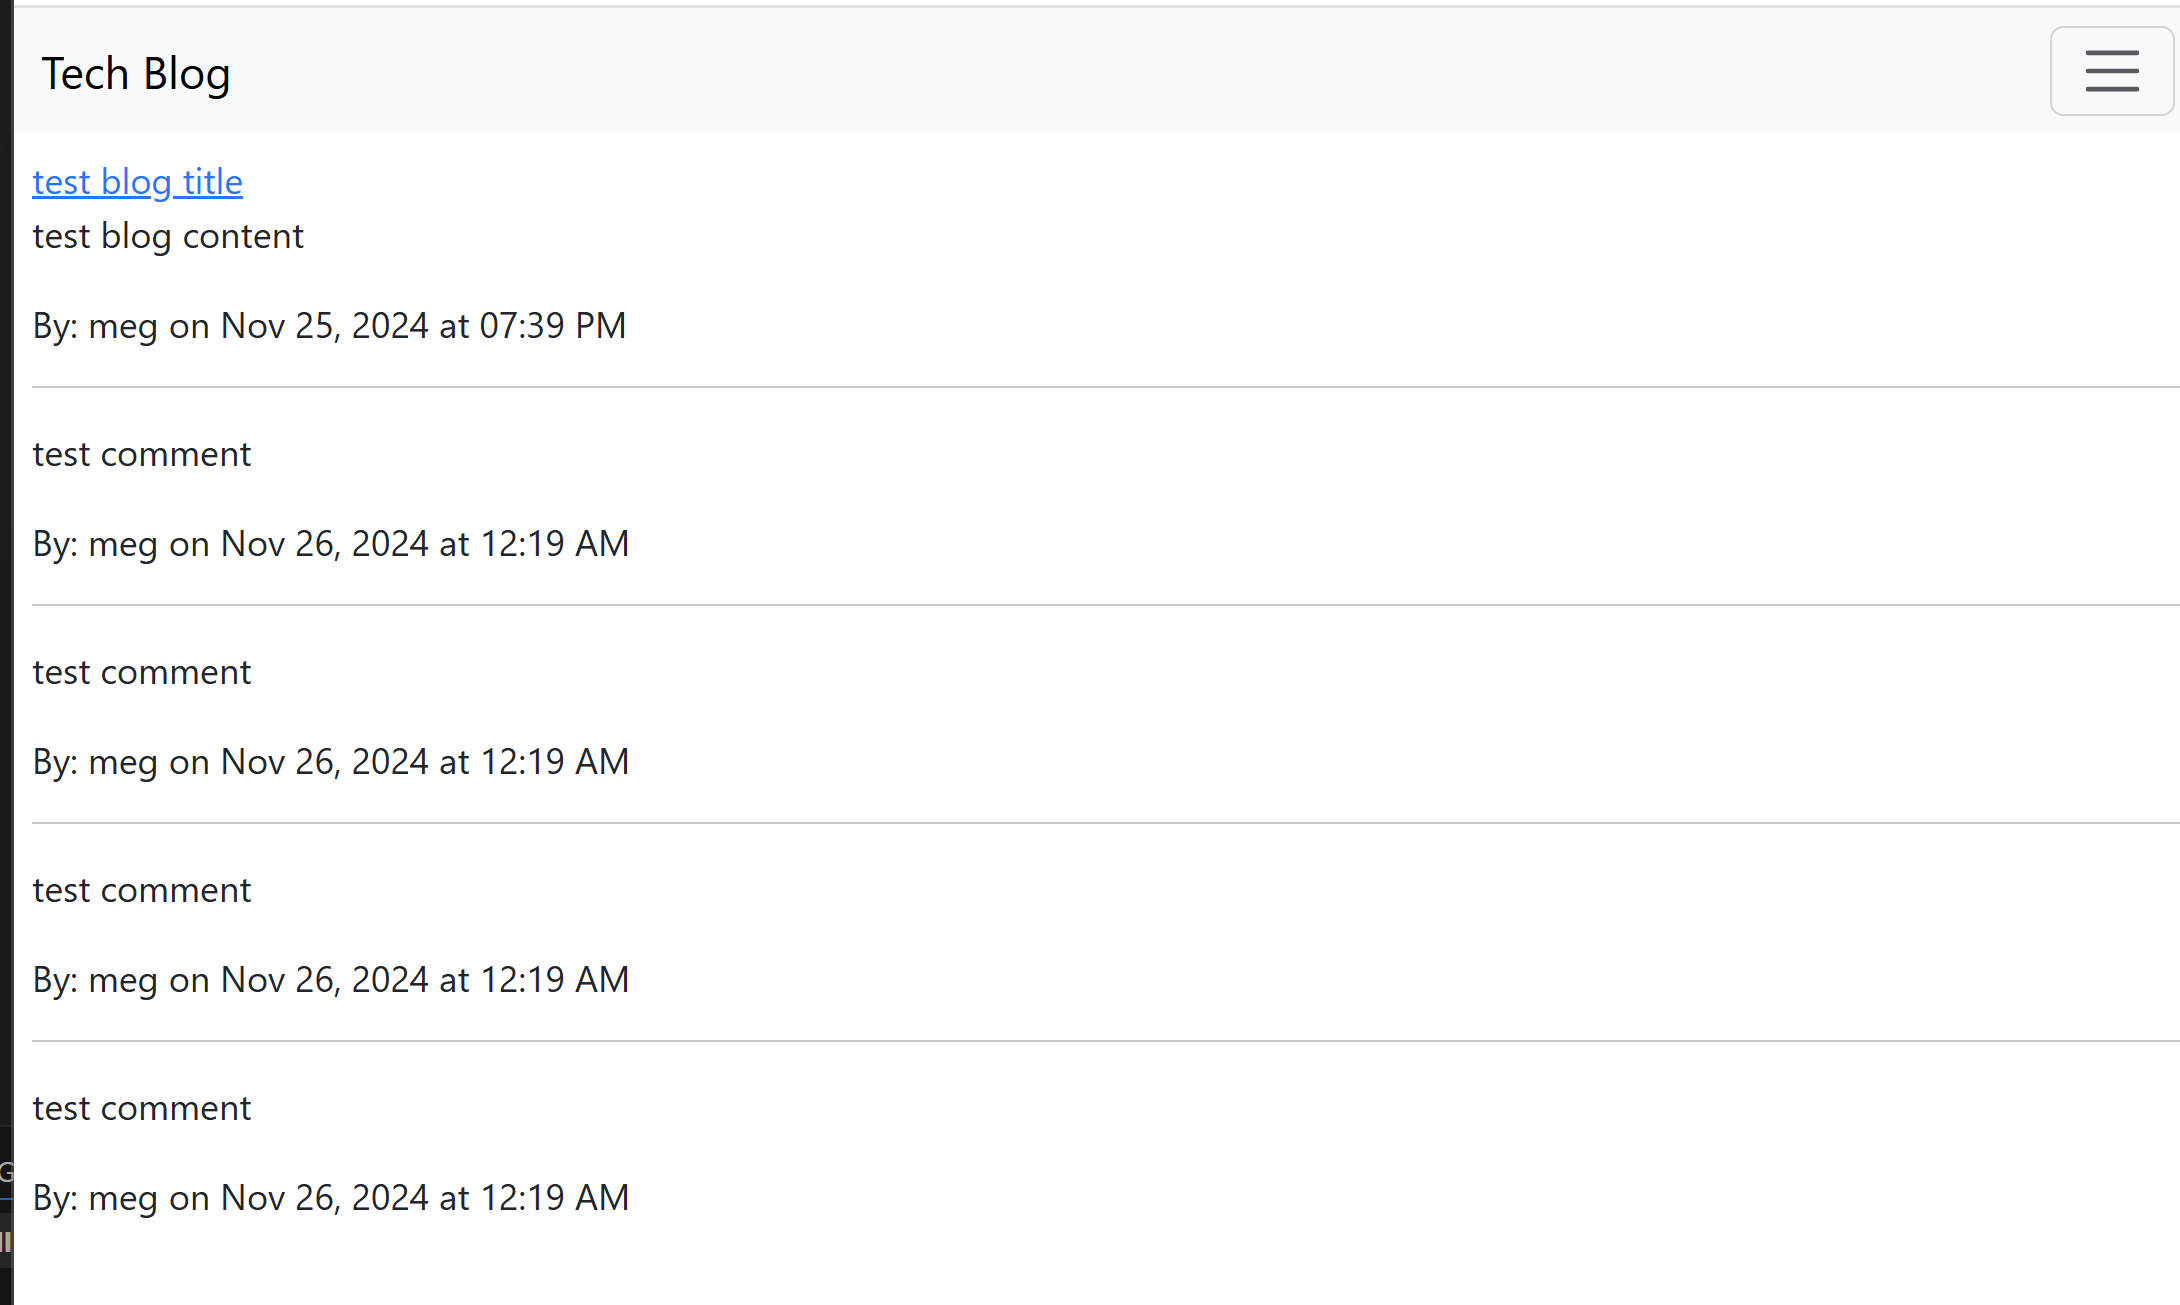 Tech Blog
test blog title
test blog content
By: meg on Nov 25, 2024 at 07:39 PM
test comment
By: meg on Nov 26, 2024 at 12:19 AM
test comment
By: meg on Nov 26, 2024 at 12:19 AM
test comment
By: meg on Nov 26, 2024 at 12:19 AM
test comment
By: meg on Nov 26, 2024 at 12:19 AM